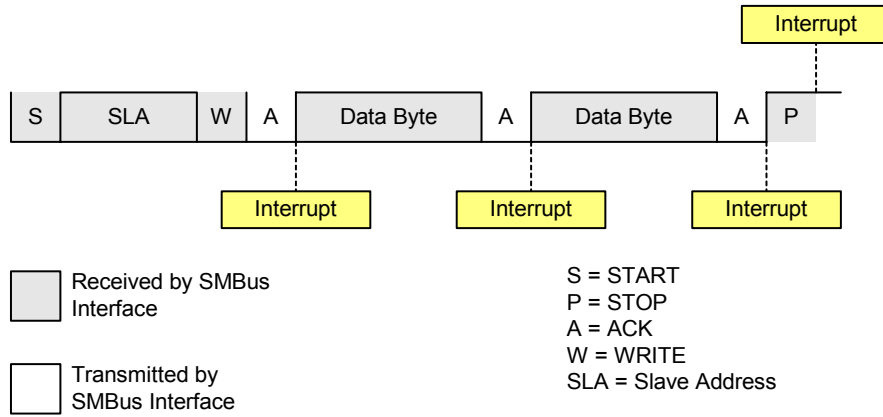 Interrupt
S SLA W A Data Byte A Data Byte A P
Interrupt Interrupt Interrupt
Received by SMBus
Interface
Transmitted by
SMBus Interface
S = START
P = STOP
A = ACK
W = WRITE
SLA = Slave Address